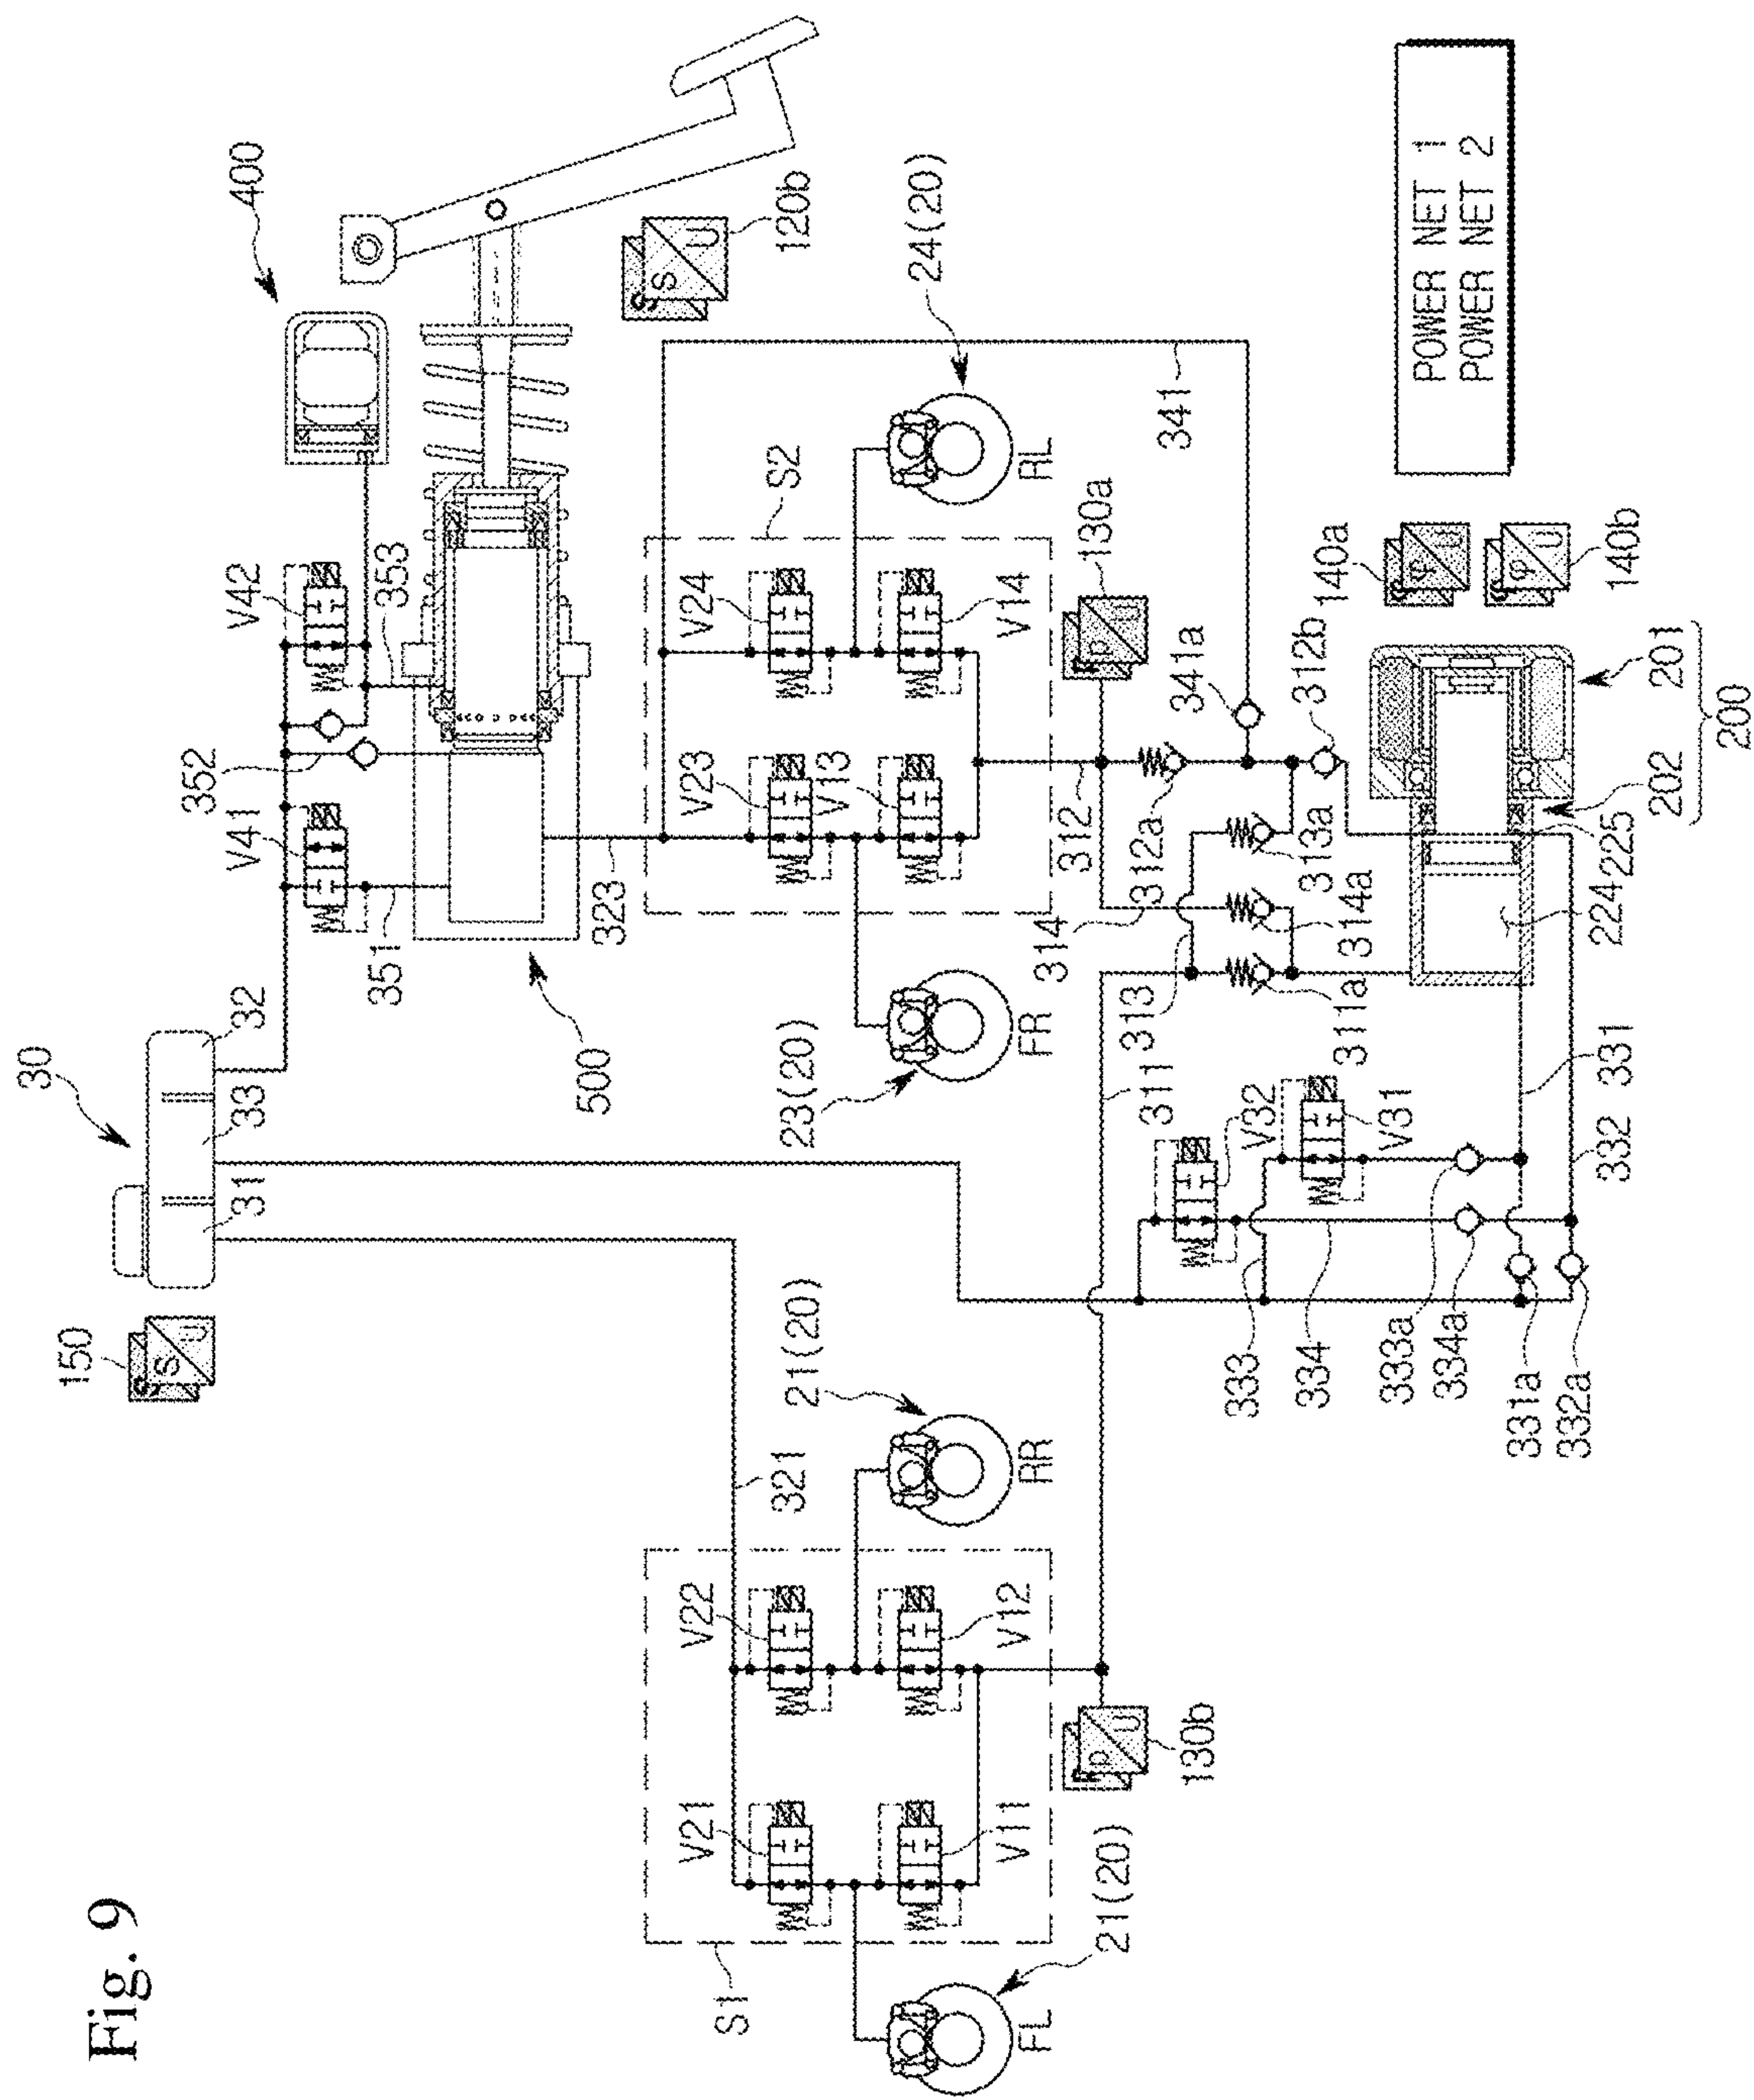 Fig. 9
30
31
33
32
150
S
U
400
V42
353
352
V41
351
500
S
U
120b
323
S2
V24
V14
V23
V13
24(20)
RL
23(20)
FR
341
130a
312
341a
312b
312a
313a
314
314a
313
311a
311
140a
φ
U
φ
U
140b
201
202
200
225
224
331
332
V32
V31
333
334
333a
334a
331a
332a
321
21(20)
RR
S1
V22
V12
V21
V11
P
U
130b
21(20)
FL
POWER NET 1
POWER NET 2